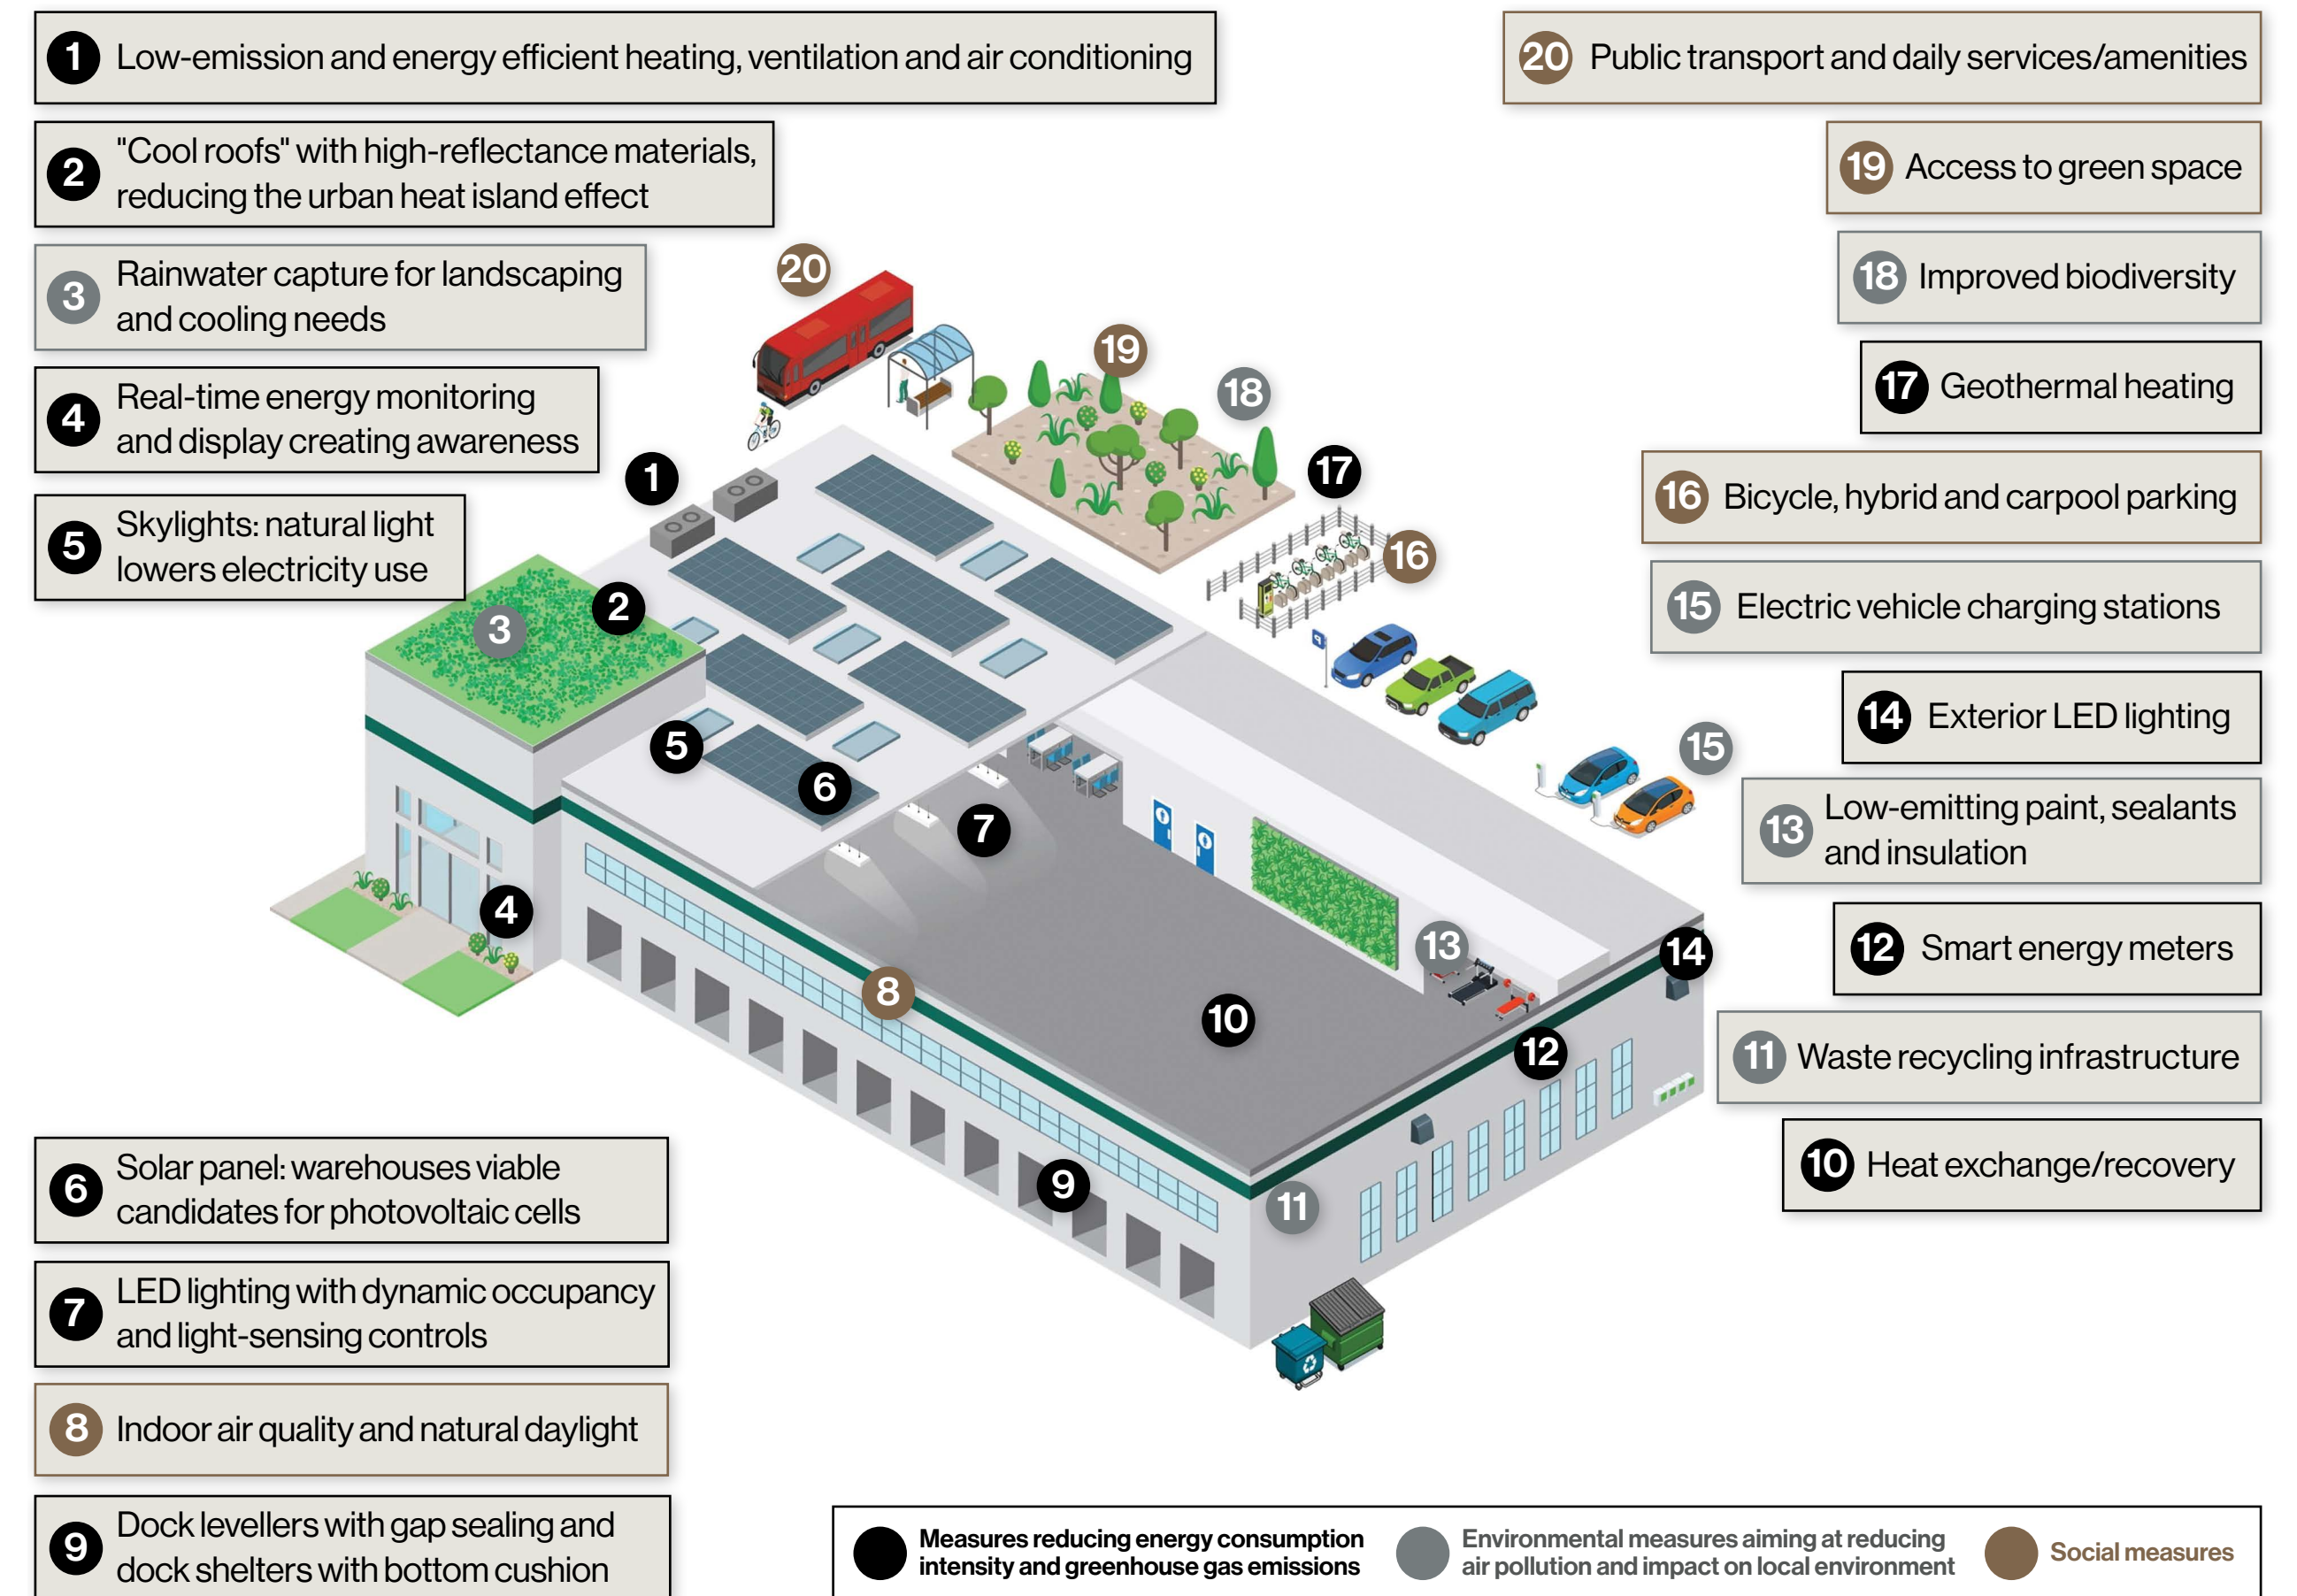 1 Low-emission and energy efficient heating, ventilation and air conditioning
2 "Cool roofs" with high-reflectance materials,
reducing the urban heat island effect
3 Rainwater capture for landscaping
and cooling needs
4 Real-time energy monitoring
and display creating awareness
5 Skylights: natural light
lowers electricity use
6 Solar panel: warehouses viable
candidates for photovoltaic cells
7 LED lighting with dynamic occupancy
and light-sensing controls
8 Indoor air quality and natural daylight
9 Dock levellers with gap sealing and
dock shelters with bottom cushion
20 Public transport and daily services/amenities
19 Access to green space
18 Improved biodiversity
17 Geothermal heating
16 Bicycle, hybrid and carpool parking
15 Electric vehicle charging stations
14 Exterior LED lighting
13 Low-emitting paint, sealants
and insulation
12 Smart energy meters
11 Waste recycling infrastructure
10 Heat exchange/recovery
20
19
18
1
17
16
2
3
5
15
6
7
4
13
14
8
10
12
9
11
Measures reducing energy consumption
intensity and greenhouse gas emissions
Environmental measures aiming at reducing
air pollution and impact on local environment
Social measures